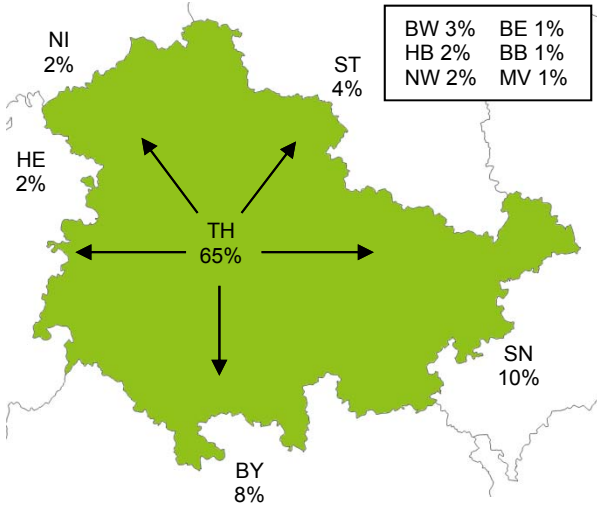 NI
2%
BW 3% BE 1%
HB 2% BB 1%
NW 2% MV 1%
ST
4%
HE
2%
TH
65%
SN
10%
BY
8%